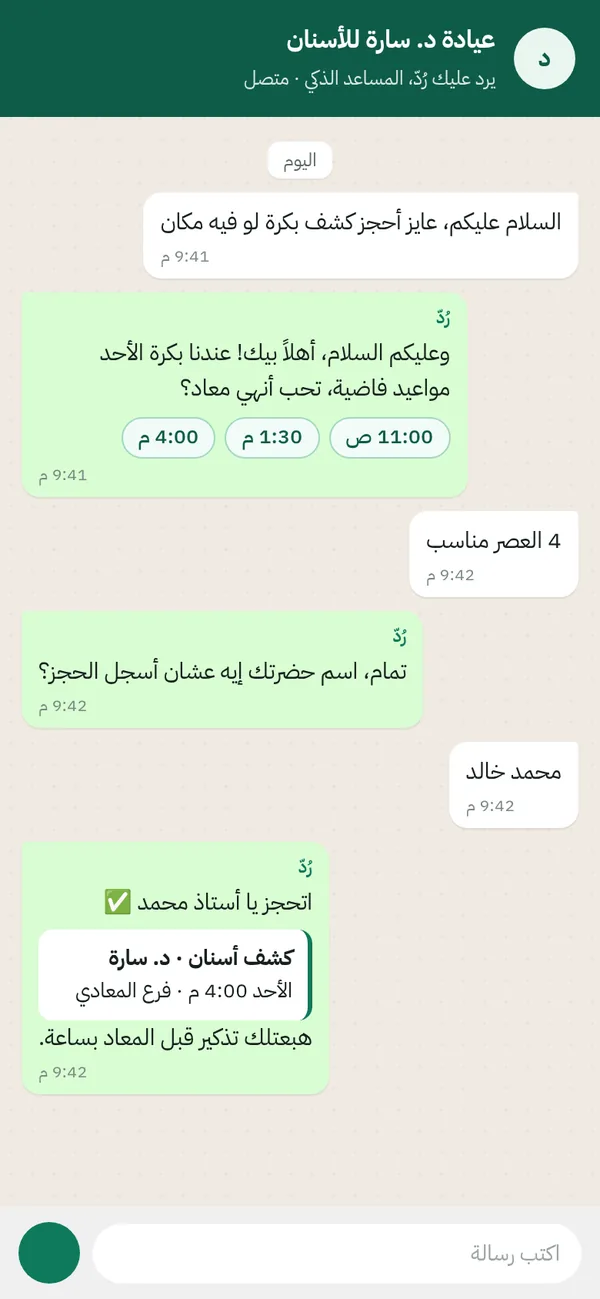 عيادة د. سارة للأسنان
يرد عليك رُدّ، المساعد الذكي · متصل
د
اليوم
السلام عليكم، عايز أحجز كشف بكرة لو فيه مكان
9:41 م
رُدّ
وعليكم السلام، أهلاً بيك! عندنا بكرة الأحد
مواعيد فاضية، تحب أنهي معاد؟
11:00 ص
1:30 م
4:00 م
9:41 م
4 العصر مناسب
9:42 م
رُدّ
تمام، اسم حضرتك إيه عشان أسجل الحجز؟
9:42 م
محمد خالد
9:42 م
رُدّ
اتحجز يا أستاذ محمد ✅
كشف أسنان · د. سارة
الأحد 4:00 م · فرع المعادي
هبعتلك تذكير قبل المعاد بساعة.
9:42 م
اكتب رسالة